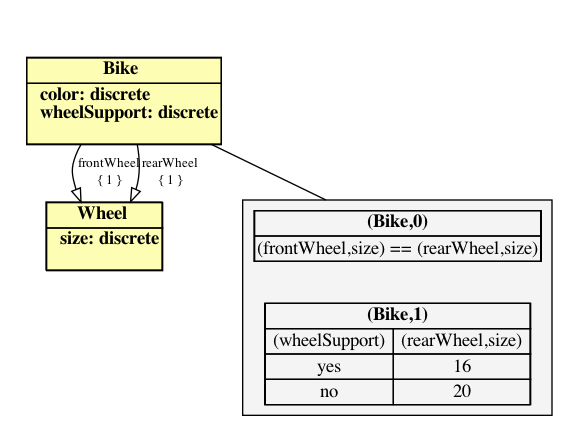 Bike
color: discrete
wheelSupport: discrete
frontWheel rearWheel
{ 1 } { 1 }
Wheel
size: discrete
(Bike,0)
(frontWheel,size) == (rearWheel,size)
(Bike,1)
(wheelSupport) (rearWheel,size)
yes 16
no 20